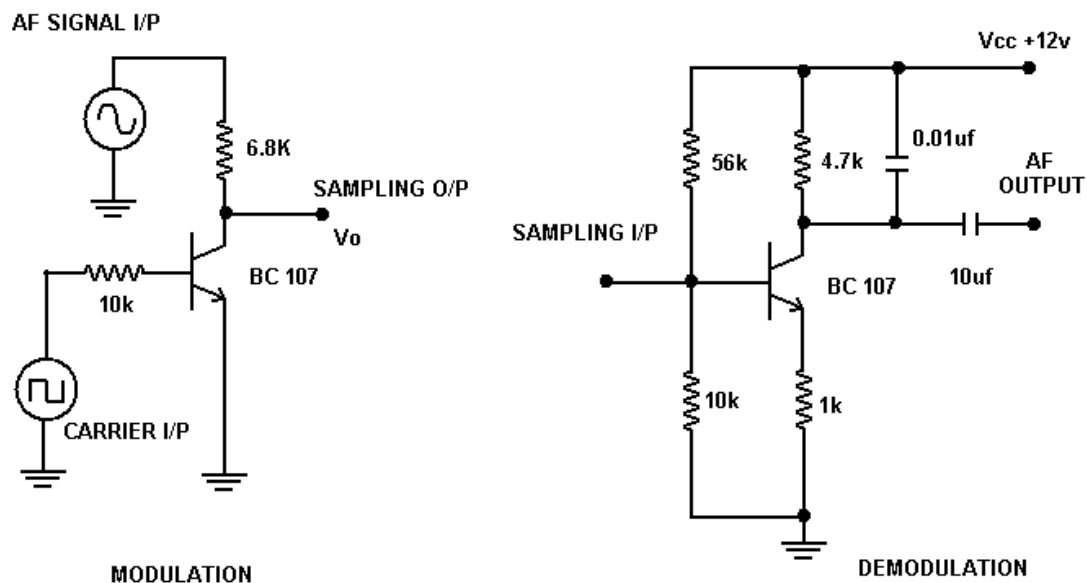 AF SIGNAL I/P
6.8K
SAMPLING O/P
Vo
BC 107
10k
CARRIER I/P
MODULATION
Vcc +12v
56k
4.7k
0.01uf
AF
OUTPUT
SAMPLING I/P
BC 107
10uf
10k
1k
DEMODULATION